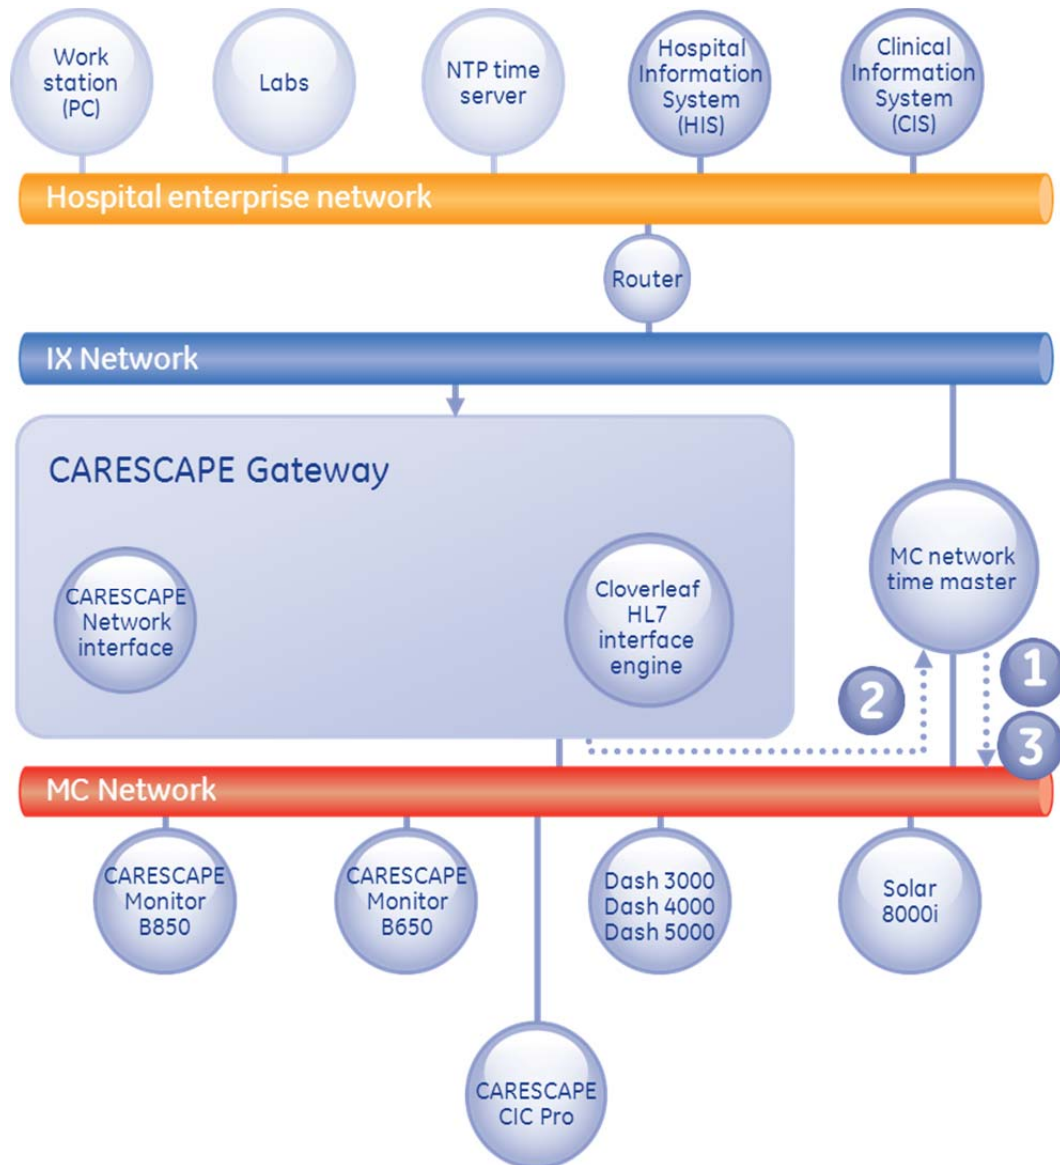 Work
station
(PC)
Labs
NTP time
server
Hospital
Information
System
(HIS)
Clinical
Information
System
(CIS)
Hospital enterprise network
Router
IX Network
CARESCAPE Gateway
CARESCAPE
Network
interface
Cloverleaf
HL7
interface
engine
MC network
time master
1
2
3
MC Network
CARESCAPE
Monitor
B850
CARESCAPE
Monitor
B650
Dash 3000
Dash 4000
Dash 5000
Solar
8000i
CARESCAPE
CIC Pro